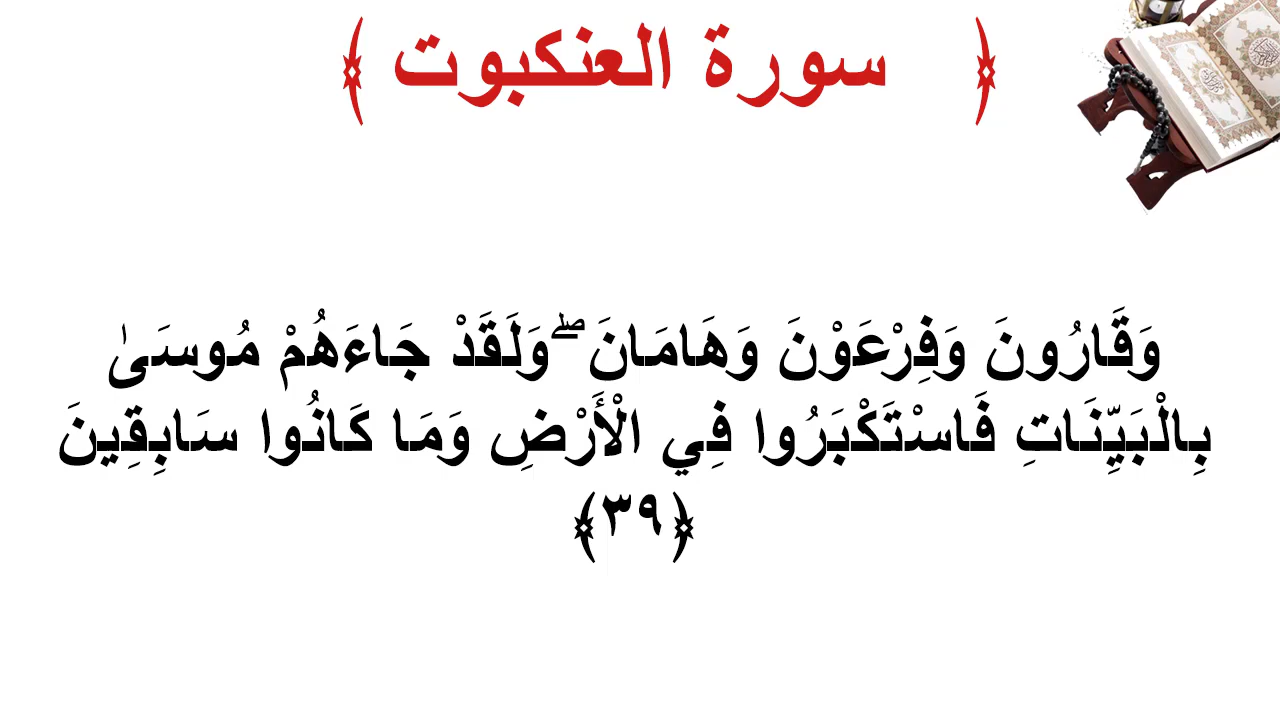 ﴿ سورة العنكبوت ﴾
وَقَارُونَ وَفِرْعَوْنَ وَهَامَانَ ۖ وَلَقَدْ جَاءَهُمْ مُوسَىٰ
بِالْبَيِّنَاتِ فَاسْتَكْبَرُوا فِي الْأَرْضِ وَمَا كَانُوا سَابِقِينَ
﴿٣٩﴾